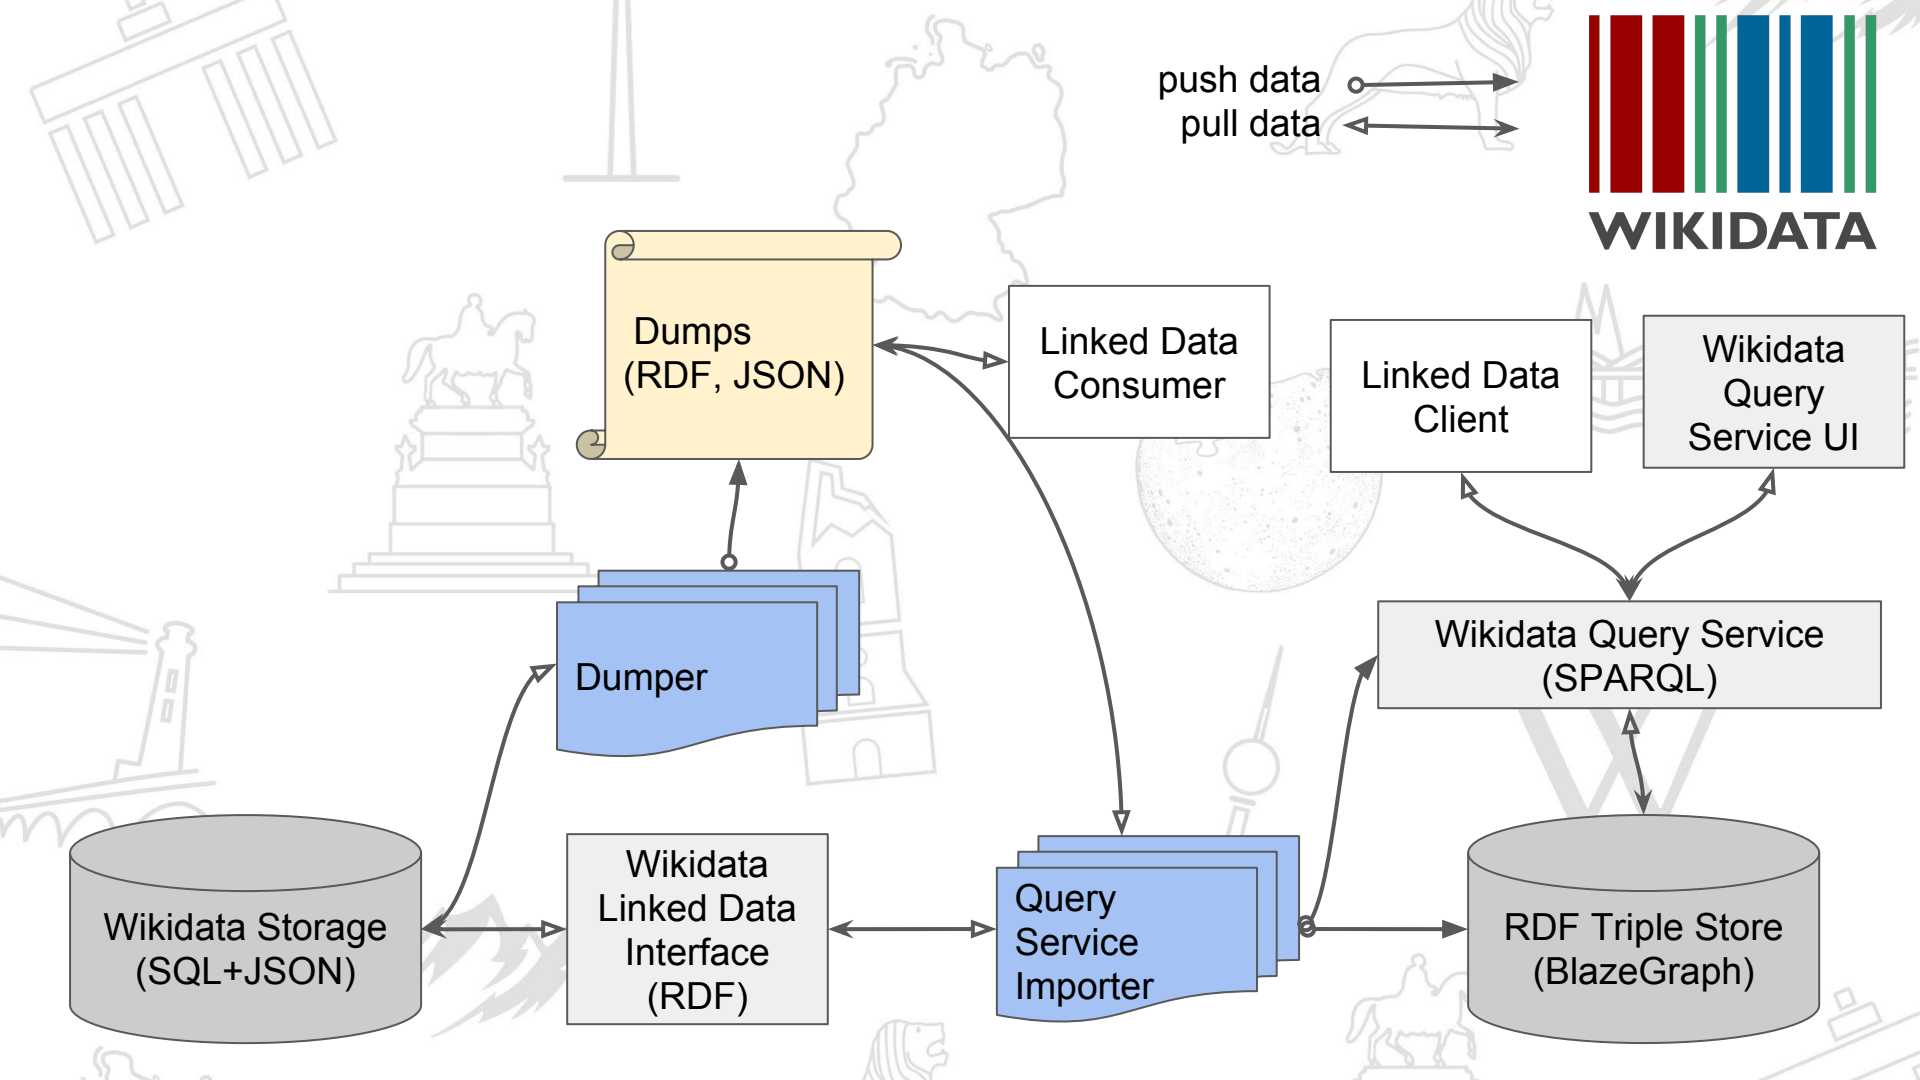 push data
pull data
WIKIDATA
Dumps
(RDF, JSON)
Linked Data
Consumer
Linked Data
Client
Wikidata
Query
Service UI
Dumper
Wikidata Query Service
(SPARQL)
Wikidata Storage
(SQL+JSON)
Wikidata
Linked Data
Interface
(RDF)
Query
Service
Importer
RDF Triple Store
(BlazeGraph)